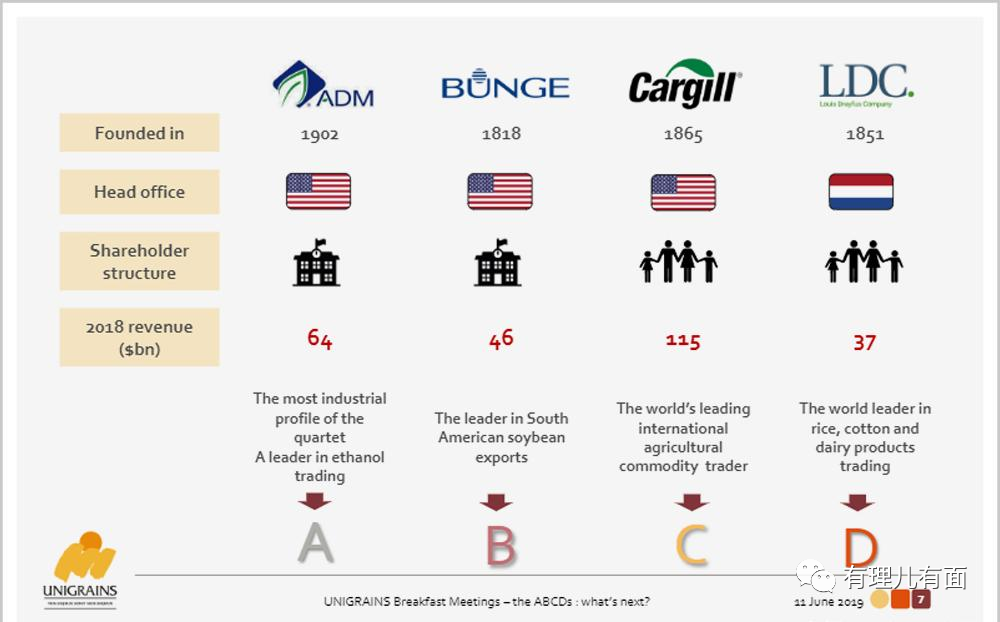 ADM
BUNGE
Cargill®
LDC.
Louis Dreyfus Company
Founded in
1902
1818
1865
1851
Head office
Shareholder
structure
2018 revenue
($bn)
64
46
115
37
The most industrial
profile of the
quartet
A leader in ethanol
trading
The leader in South
American soybean
exports
The world's leading
international
agricultural
commodity trader
The world leader in
rice, cotton and
dairy products
trading
A
B
C
D
UNIGRAINS
UNIGRAINS Breakfast Meetings – the ABCDs : what's next?
11 June 2019
7
有理儿有面